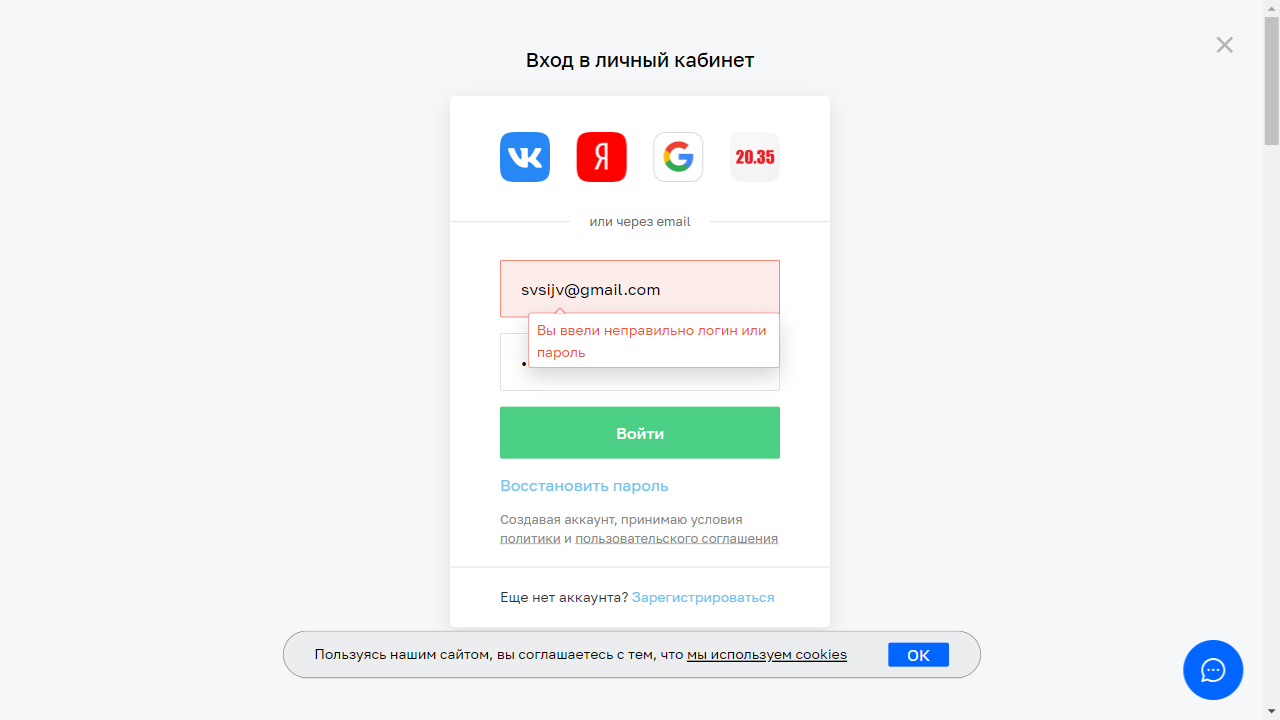 Вход в личный кабинет
20.35
или через email
svsijv@gmail.com
Вы ввели неправильно логин или
пароль
Войти
Восстановить пароль
Создавая аккаунт, принимаю условия
политики и пользовательского соглашения
Еще нет аккаунта? Зарегистрироваться
Пользуясь нашим сайтом, вы соглашаетесь с тем, что мы используем cookies
OK